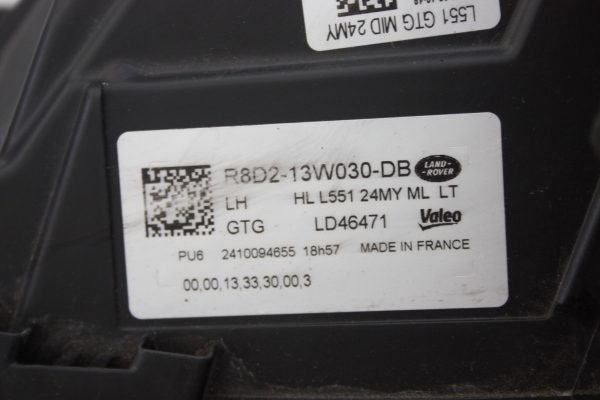 L551 GTG MID 24MY
R8D2-13W030-DB LAND-ROVER
LH HL L551 24MY ML LT
GTG LD46471 Valeo
PU6 2410094655 18h57 MADE IN FRANCE
00,00,13,33,30,00,3